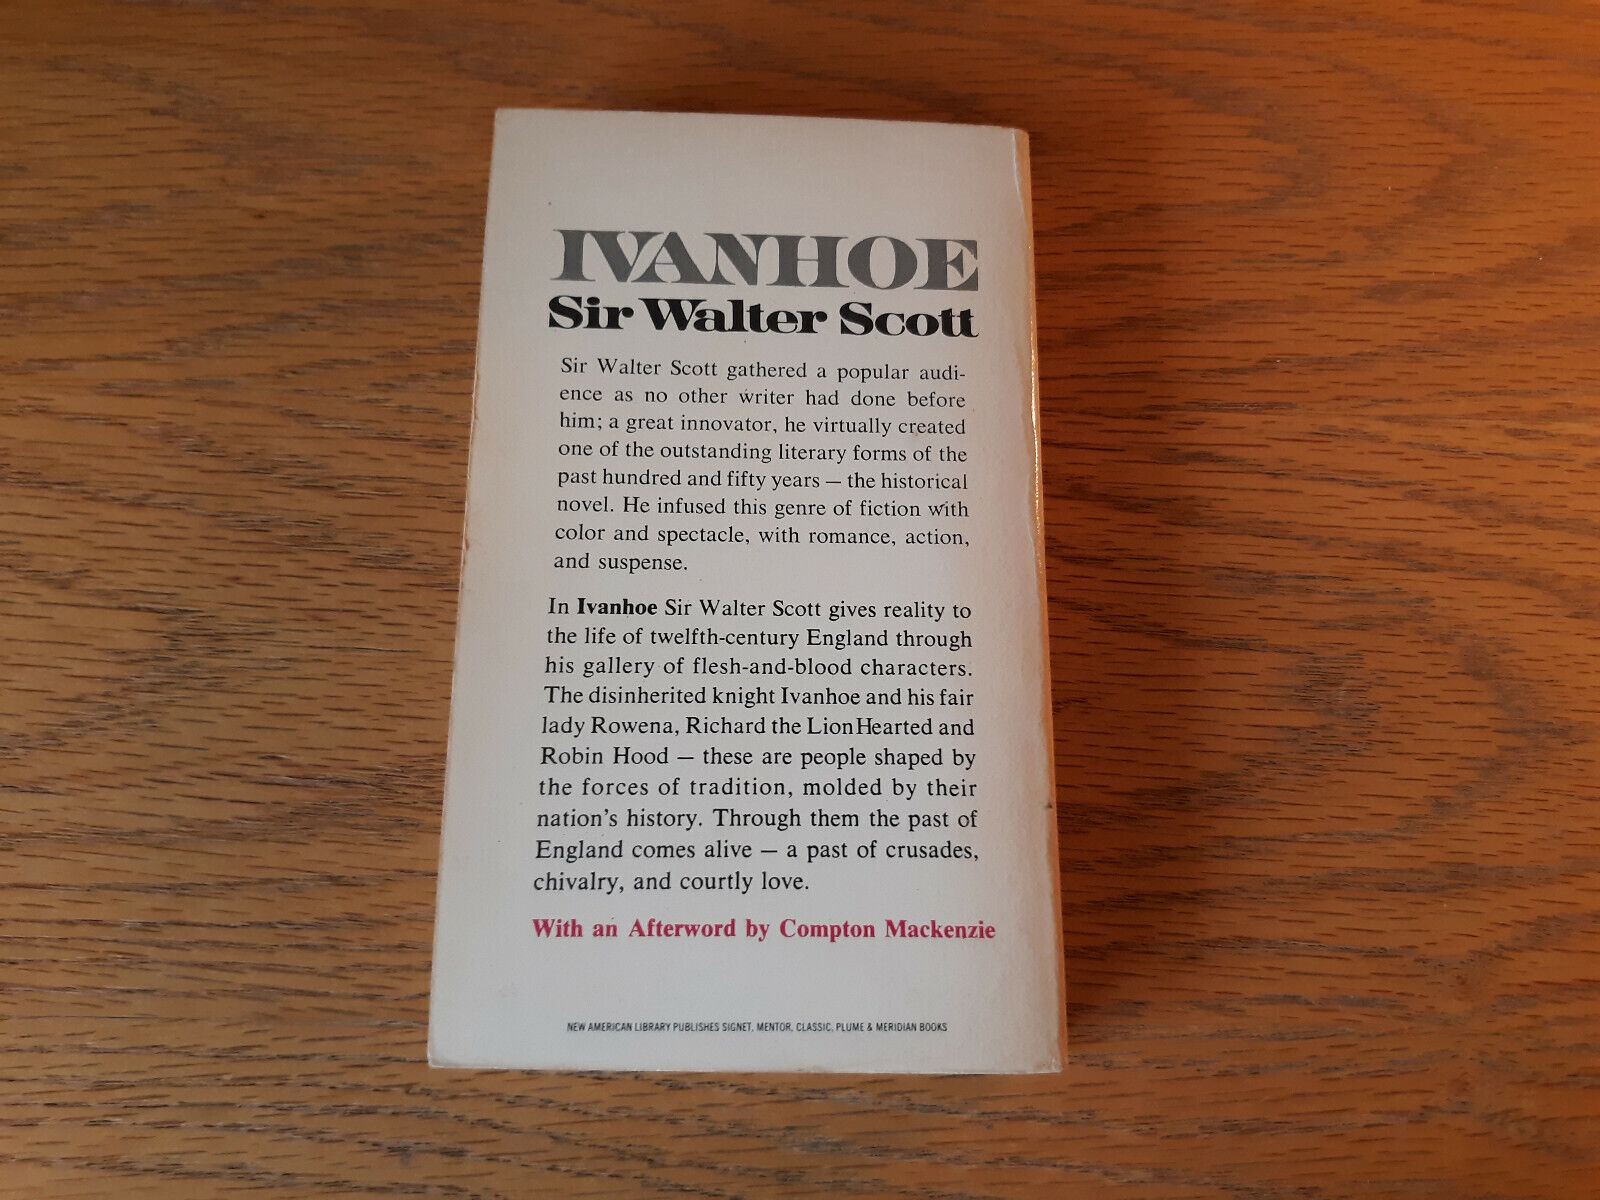 IVANHOE
Sir Walter Scott
Sir Walter Scott gathered a popular audi-
ence as no other writer had done before
him; a great innovator, he virtually created
one of the outstanding literary forms of the
past hundred and fifty years — the historical
novel. He infused this genre of fiction with
color and spectacle, with romance, action,
and suspense.
In Ivanhoe Sir Walter Scott gives reality to
the life of twelfth-century England through
his gallery of flesh-and-blood characters.
The disinherited knight Ivanhoe and his fair
lady Rowena, Richard the Lion Hearted and
Robin Hood — these are people shaped by
the forces of tradition, molded by their
nation's history. Through them the past of
England comes alive — a past of crusades,
chivalry, and courtly love.
With an Afterword by Compton Mackenzie
NEW AMERICAN LIBRARY PUBLISHES SIGNET, MENTOR, CLASSIC, PLUME & MERIDIAN BOOKS